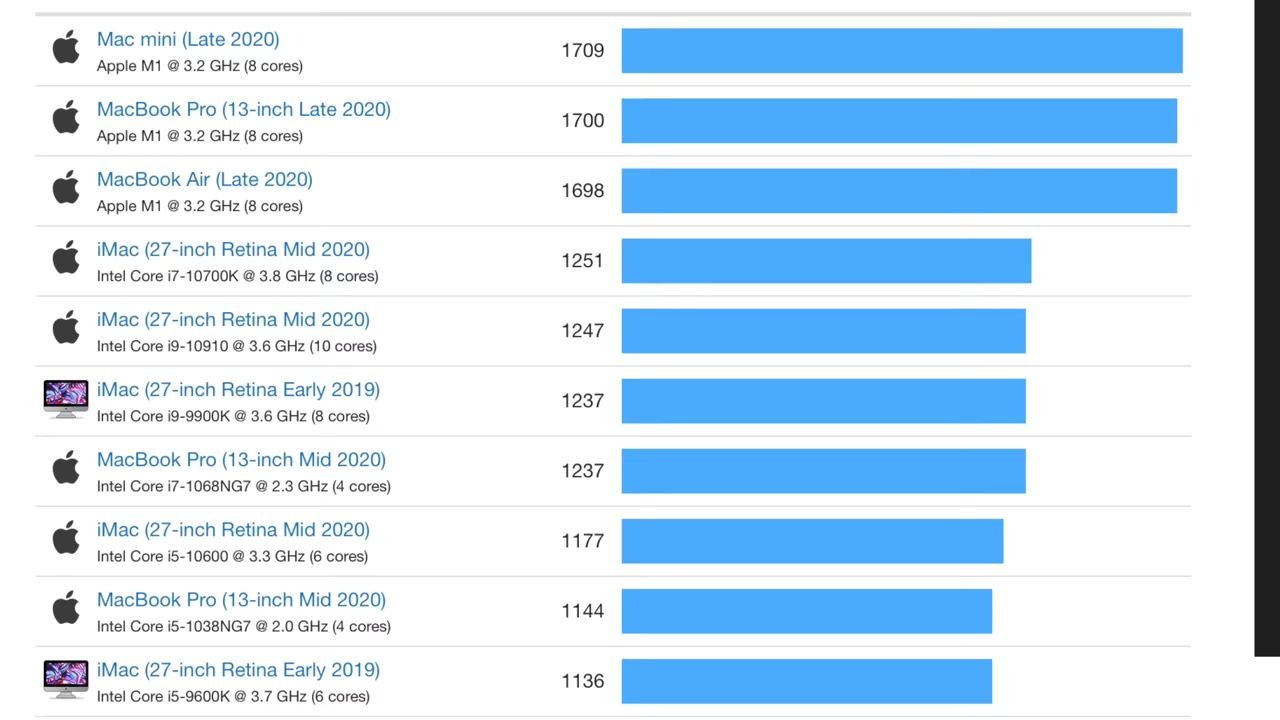 Mac mini (Late 2020)
Apple M1 @ 3.2 GHz (8 cores)
1709
MacBook Pro (13-inch Late 2020)
Apple M1 @ 3.2 GHz (8 cores)
1700
MacBook Air (Late 2020)
Apple M1 @ 3.2 GHz (8 cores)
1698
iMac (27-inch Retina Mid 2020)
Intel Core i7-10700K @ 3.8 GHz (8 cores)
1251
iMac (27-inch Retina Mid 2020)
Intel Core i9-10910 @ 3.6 GHz (10 cores)
1247
iMac (27-inch Retina Early 2019)
Intel Core i9-9900K @ 3.6 GHz (8 cores)
1237
MacBook Pro (13-inch Mid 2020)
Intel Core i7-1068NG7 @ 2.3 GHz (4 cores)
1237
iMac (27-inch Retina Mid 2020)
Intel Core i5-10600 @ 3.3 GHz (6 cores)
1177
MacBook Pro (13-inch Mid 2020)
Intel Core i5-1038NG7 @ 2.0 GHz (4 cores)
1144
iMac (27-inch Retina Early 2019)
Intel Core i5-9600K @ 3.7 GHz (6 cores)
1136